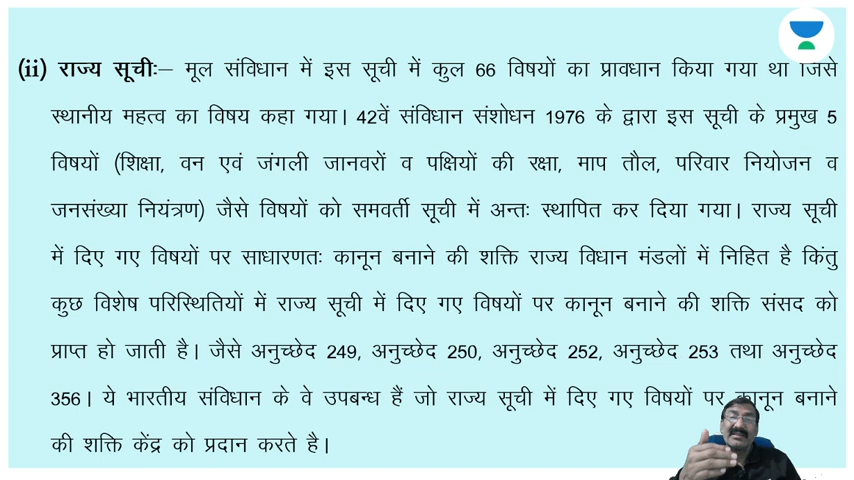 (ii) राज्य सूचीः– मूल संविधान में इस सूची में कुल 66 विषयों का प्रावधान किया गया था जिसे
स्थानीय महत्व का विषय कहा गया। 42वें संविधान संशोधन 1976 के द्वारा इस सूची के प्रमुख 5
विषयों (शिक्षा, वन एवं जंगली जानवरों व पक्षियों की रक्षा, माप तौल, परिवार नियोजन व
जनसंख्या नियंत्रण) जैसे विषयों को समवर्ती सूची में अन्तः स्थापित कर दिया गया। राज्य सूची
में दिए गए विषयों पर साधारणतः कानून बनाने की शक्ति राज्य विधान मंडलों में निहित है किंतु
कुछ विशेष परिस्थितियों में राज्य सूची में दिए गए विषयों पर कानून बनाने की शक्ति संसद को
प्राप्त हो जाती है। जैसे अनुच्छेद 249, अनुच्छेद 250, अनुच्छेद 252, अनुच्छेद 253 तथा अनुच्छेद
356। ये भारतीय संविधान के वे उपबन्ध हैं जो राज्य सूची में दिए गए विषयों पर कानून बनाने
की शक्ति केंद्र को प्रदान करते है।